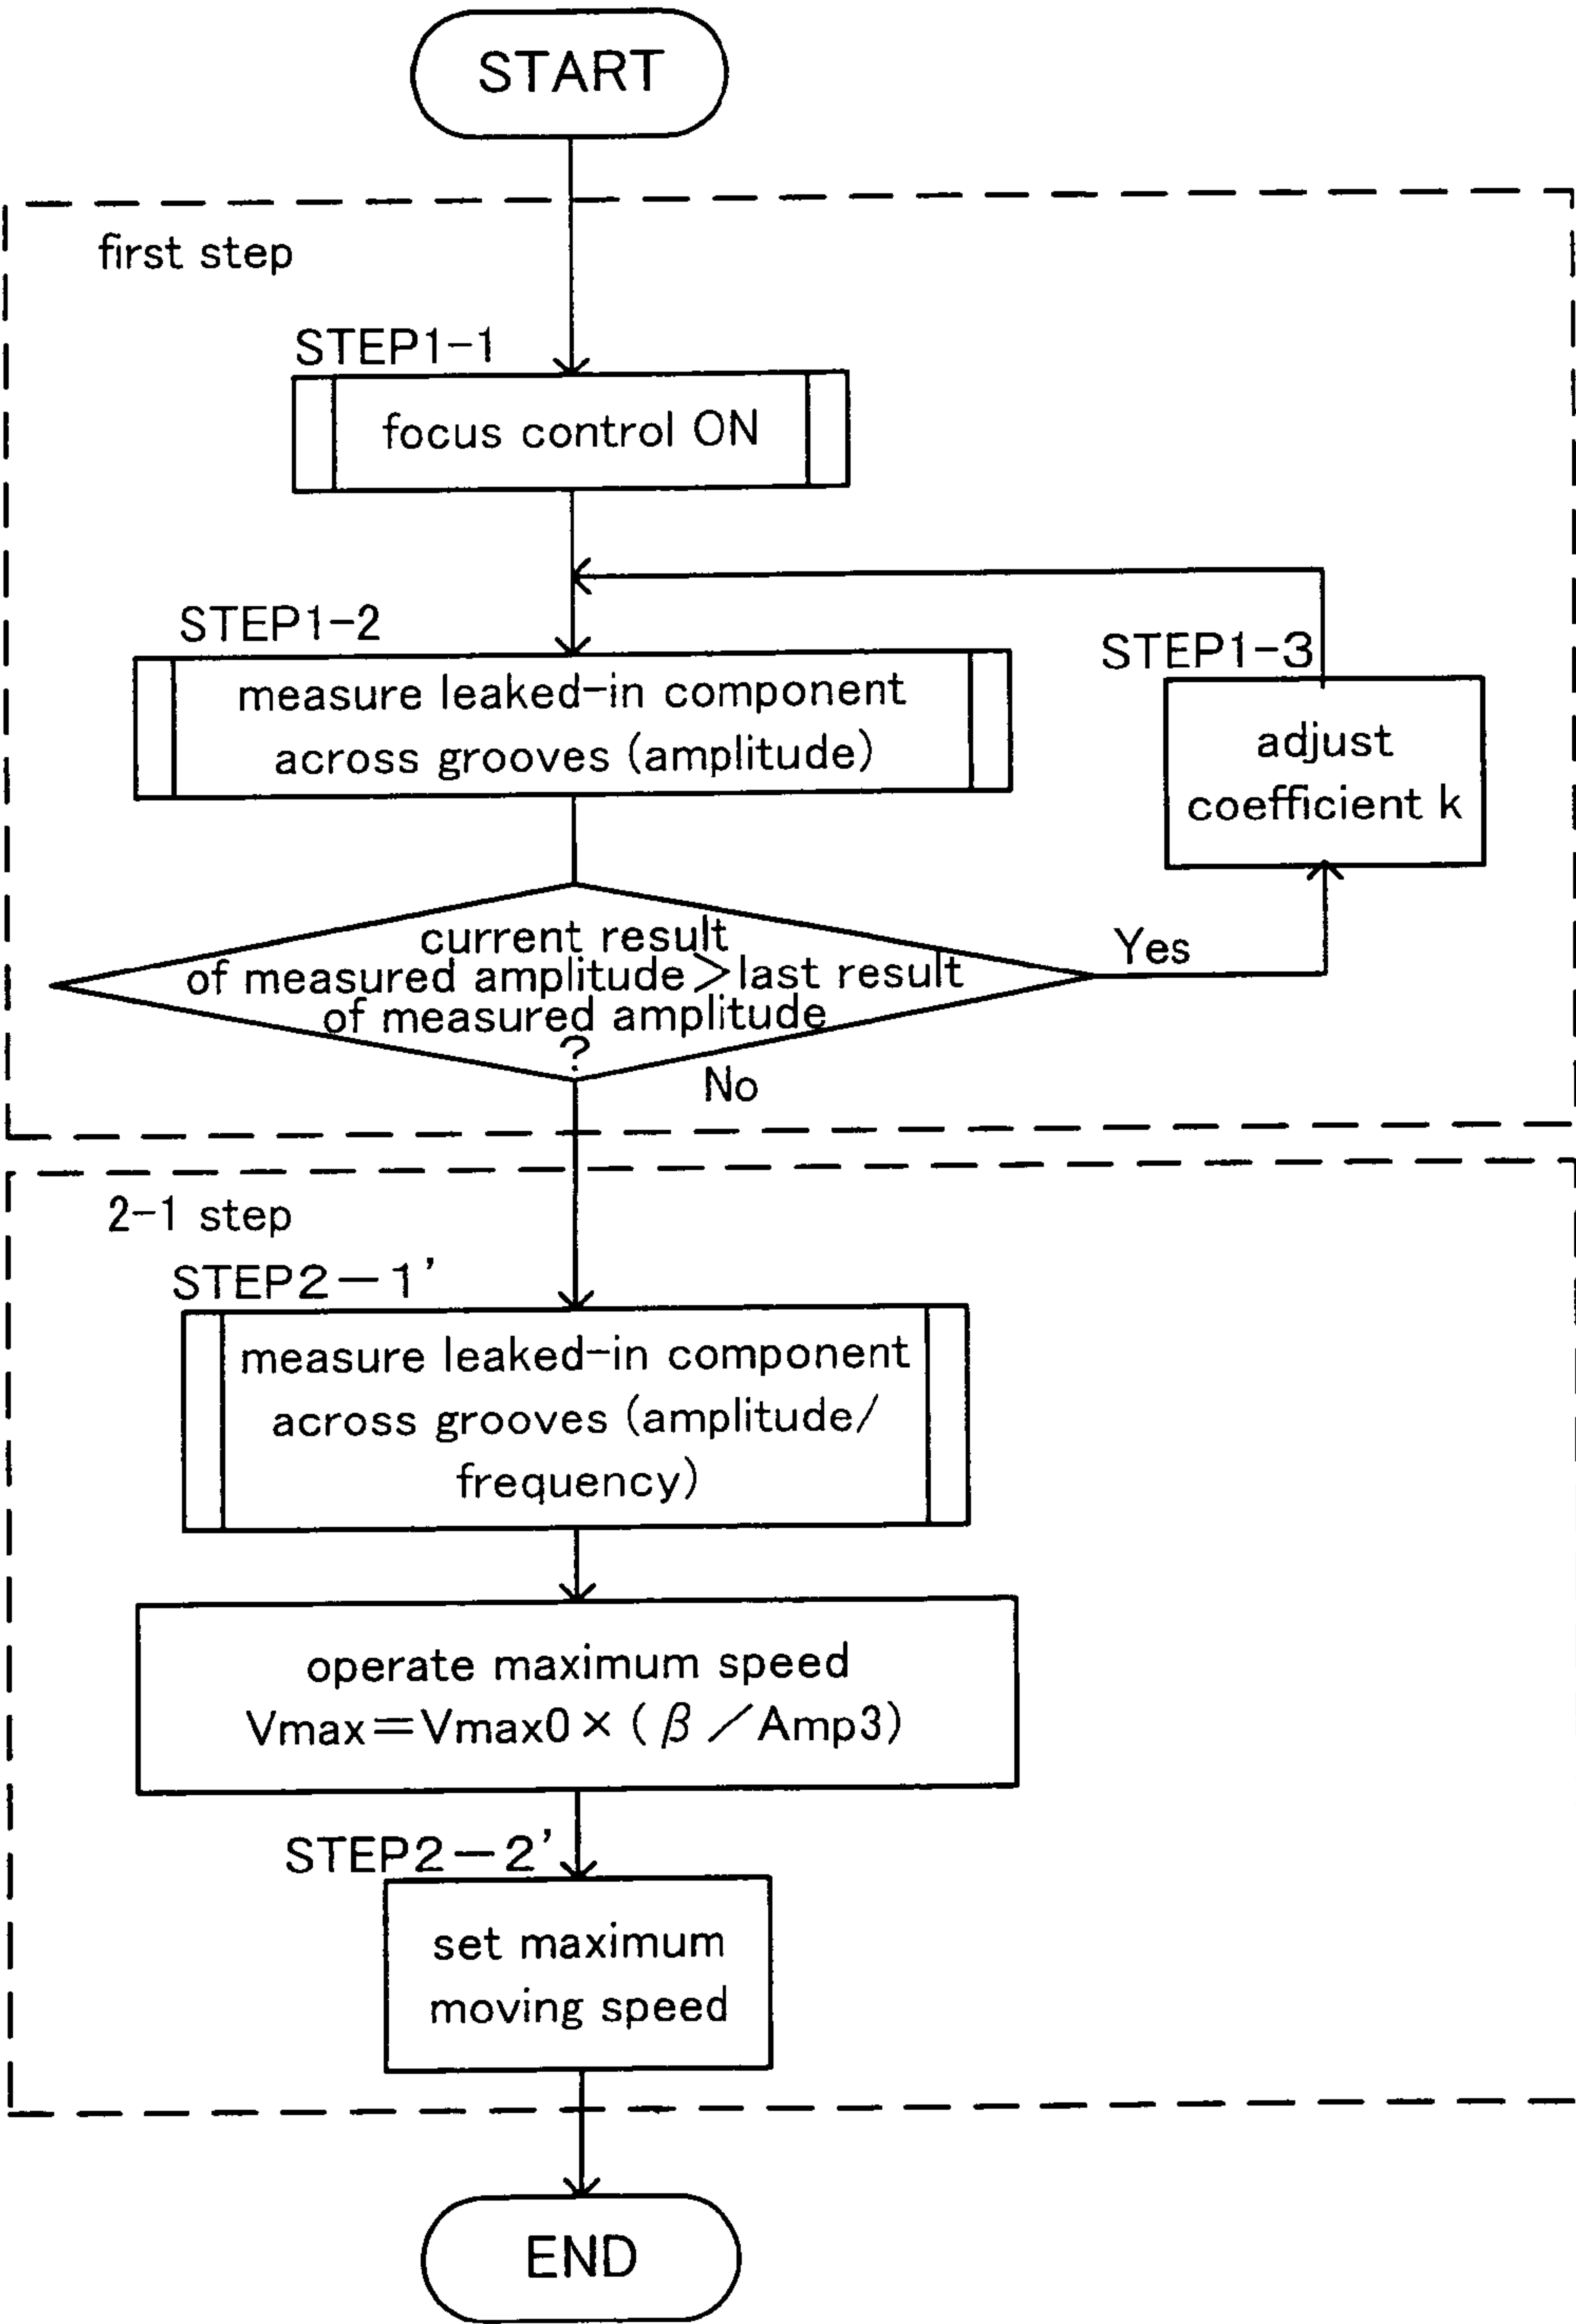 START
first step
STEP1-1
focus control ON
STEP1-2
measure leaked-in component
across grooves (amplitude)
STEP1-3
adjust
coefficient k
current result
of measured amplitude>last result
of measured amplitude
?
Yes
No
2-1 step
STEP2-1'
measure leaked-in component
across grooves (amplitude/
frequency)
operate maximum speed
Vmax=Vmax0×(β/Amp3)
STEP2-2'
set maximum
moving speed
END